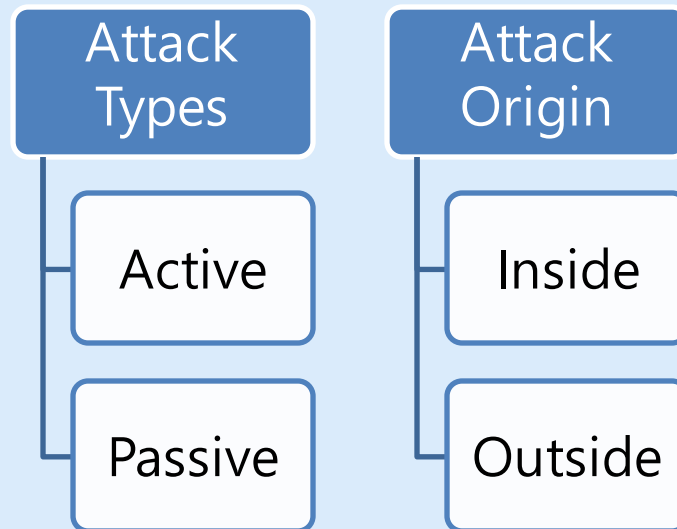 Attack
Types
Active
Passive
Attack
Origin
Inside
Outside